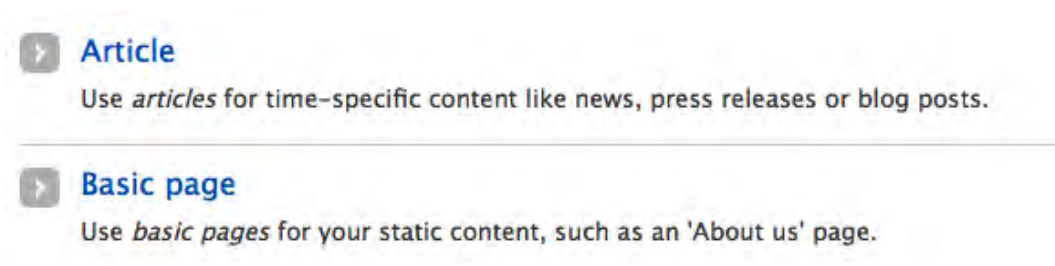 Article
Use articles for time-specific content like news, press releases or blog posts.
Basic page
Use basic pages for your static content, such as an 'About us' page.